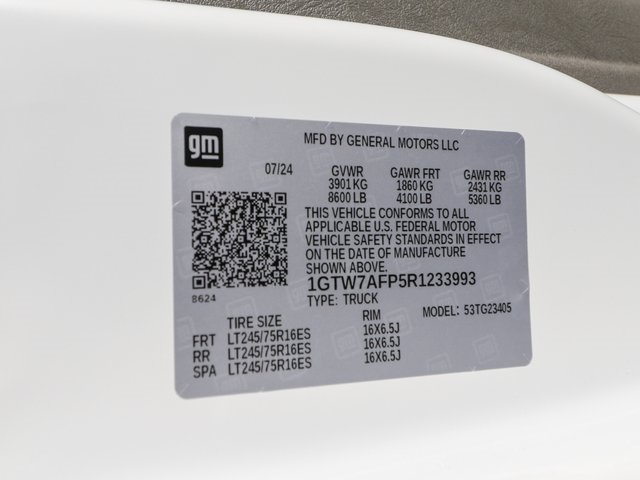 gm
MFD BY GENERAL MOTORS LLC
07/24 GVWR GAWR FRT GAWR RR
3901 KG 1860 KG 2431 KG
8600 LB 4100 LB 5360 LB
THIS VEHICLE CONFORMS TO ALL
APPLICABLE U.S. FEDERAL MOTOR
VEHICLE SAFETY STANDARDS IN EFFECT
ON THE DATE OF MANUFACTURE
SHOWN ABOVE.
8624
1GTW7AFP5R1233993
TYPE: TRUCK
MODEL: 53TG23405
TIRE SIZE RIM
FRT LT245/75R16ES 16X6.5J
RR LT245/75R16ES 16X6.5J
SPA LT245/75R16ES 16X6.5J